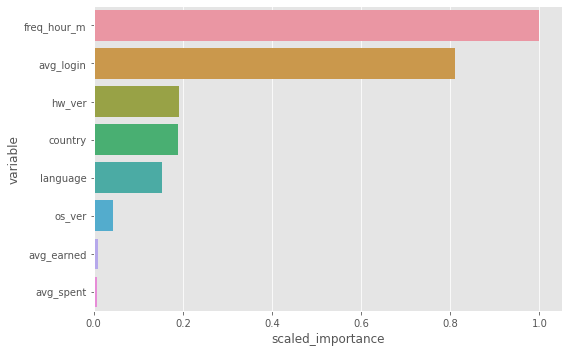 variable
freq_hour_m
avg_login
hw_ver
country
language
os_ver
avg_earned
avg_spent
0.0 0.2 0.4 0.6 0.8 1.0
scaled_importance